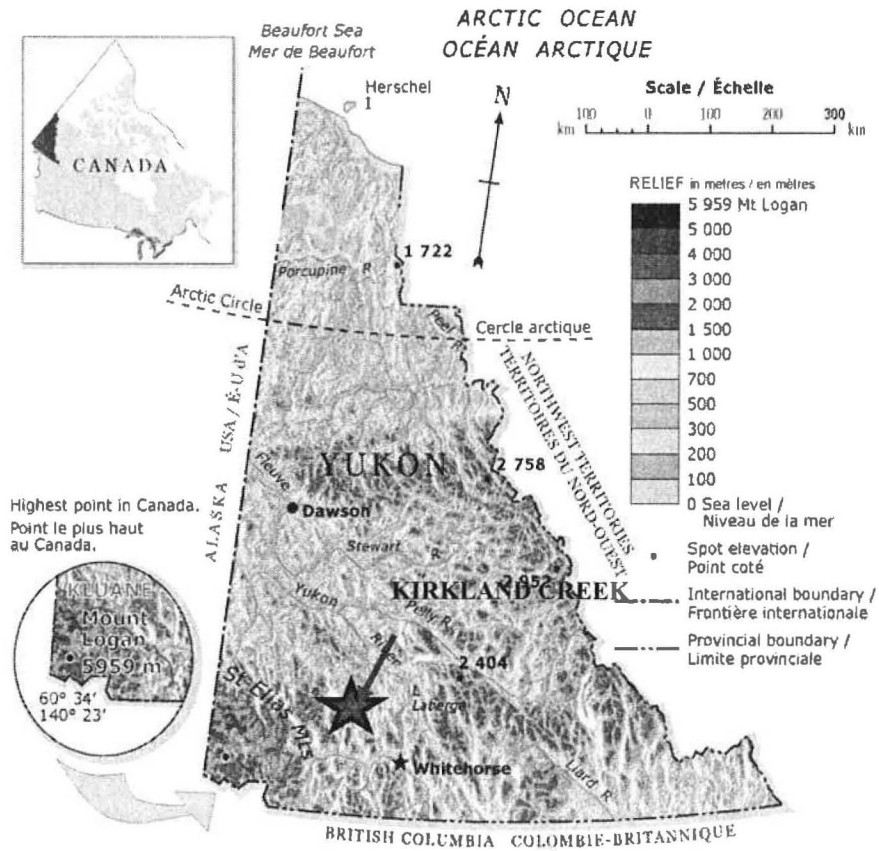 ARCTIC OCEAN
OCÉAN ARCTIQUE
Beaufort Sea
Mer de Beaufort
Herschel
I
N
CANADA
Scale / Échelle
100 0 100 200 300
km km
RELIEF in metres / en mètres
5 959 Mt Logan
5 000
4 000
3 000
2 000
1 500
1 000
700
500
300
200
100
0 Sea level /
Niveau de la mer
Spot elevation /
Point coté
International boundary /
Frontière internationale
Provincial boundary /
Limite provinciale
1 722
Porcupine R
Arctic Circle
Cercle arctique
Peel R
NORTHWEST TERRITORIES
TERRITOIRES DU NORD-OUEST
ALASKA USA / É-U d'A
YUKON
2 758
Fleuve
Dawson
Stewart R
2 952
KIRKLAND CREEK
Yukon
Pelly R
River
2 404
L
Laberge
St Elias Mts
Whitehorse
Liard R
Highest point in Canada.
Point le plus haut
au Canada.
KLUANE
Mount
Logan
5959 m
60° 34'
140° 23'
BRITISH COLUMBIA COLOMBIE-BRITANNIQUE